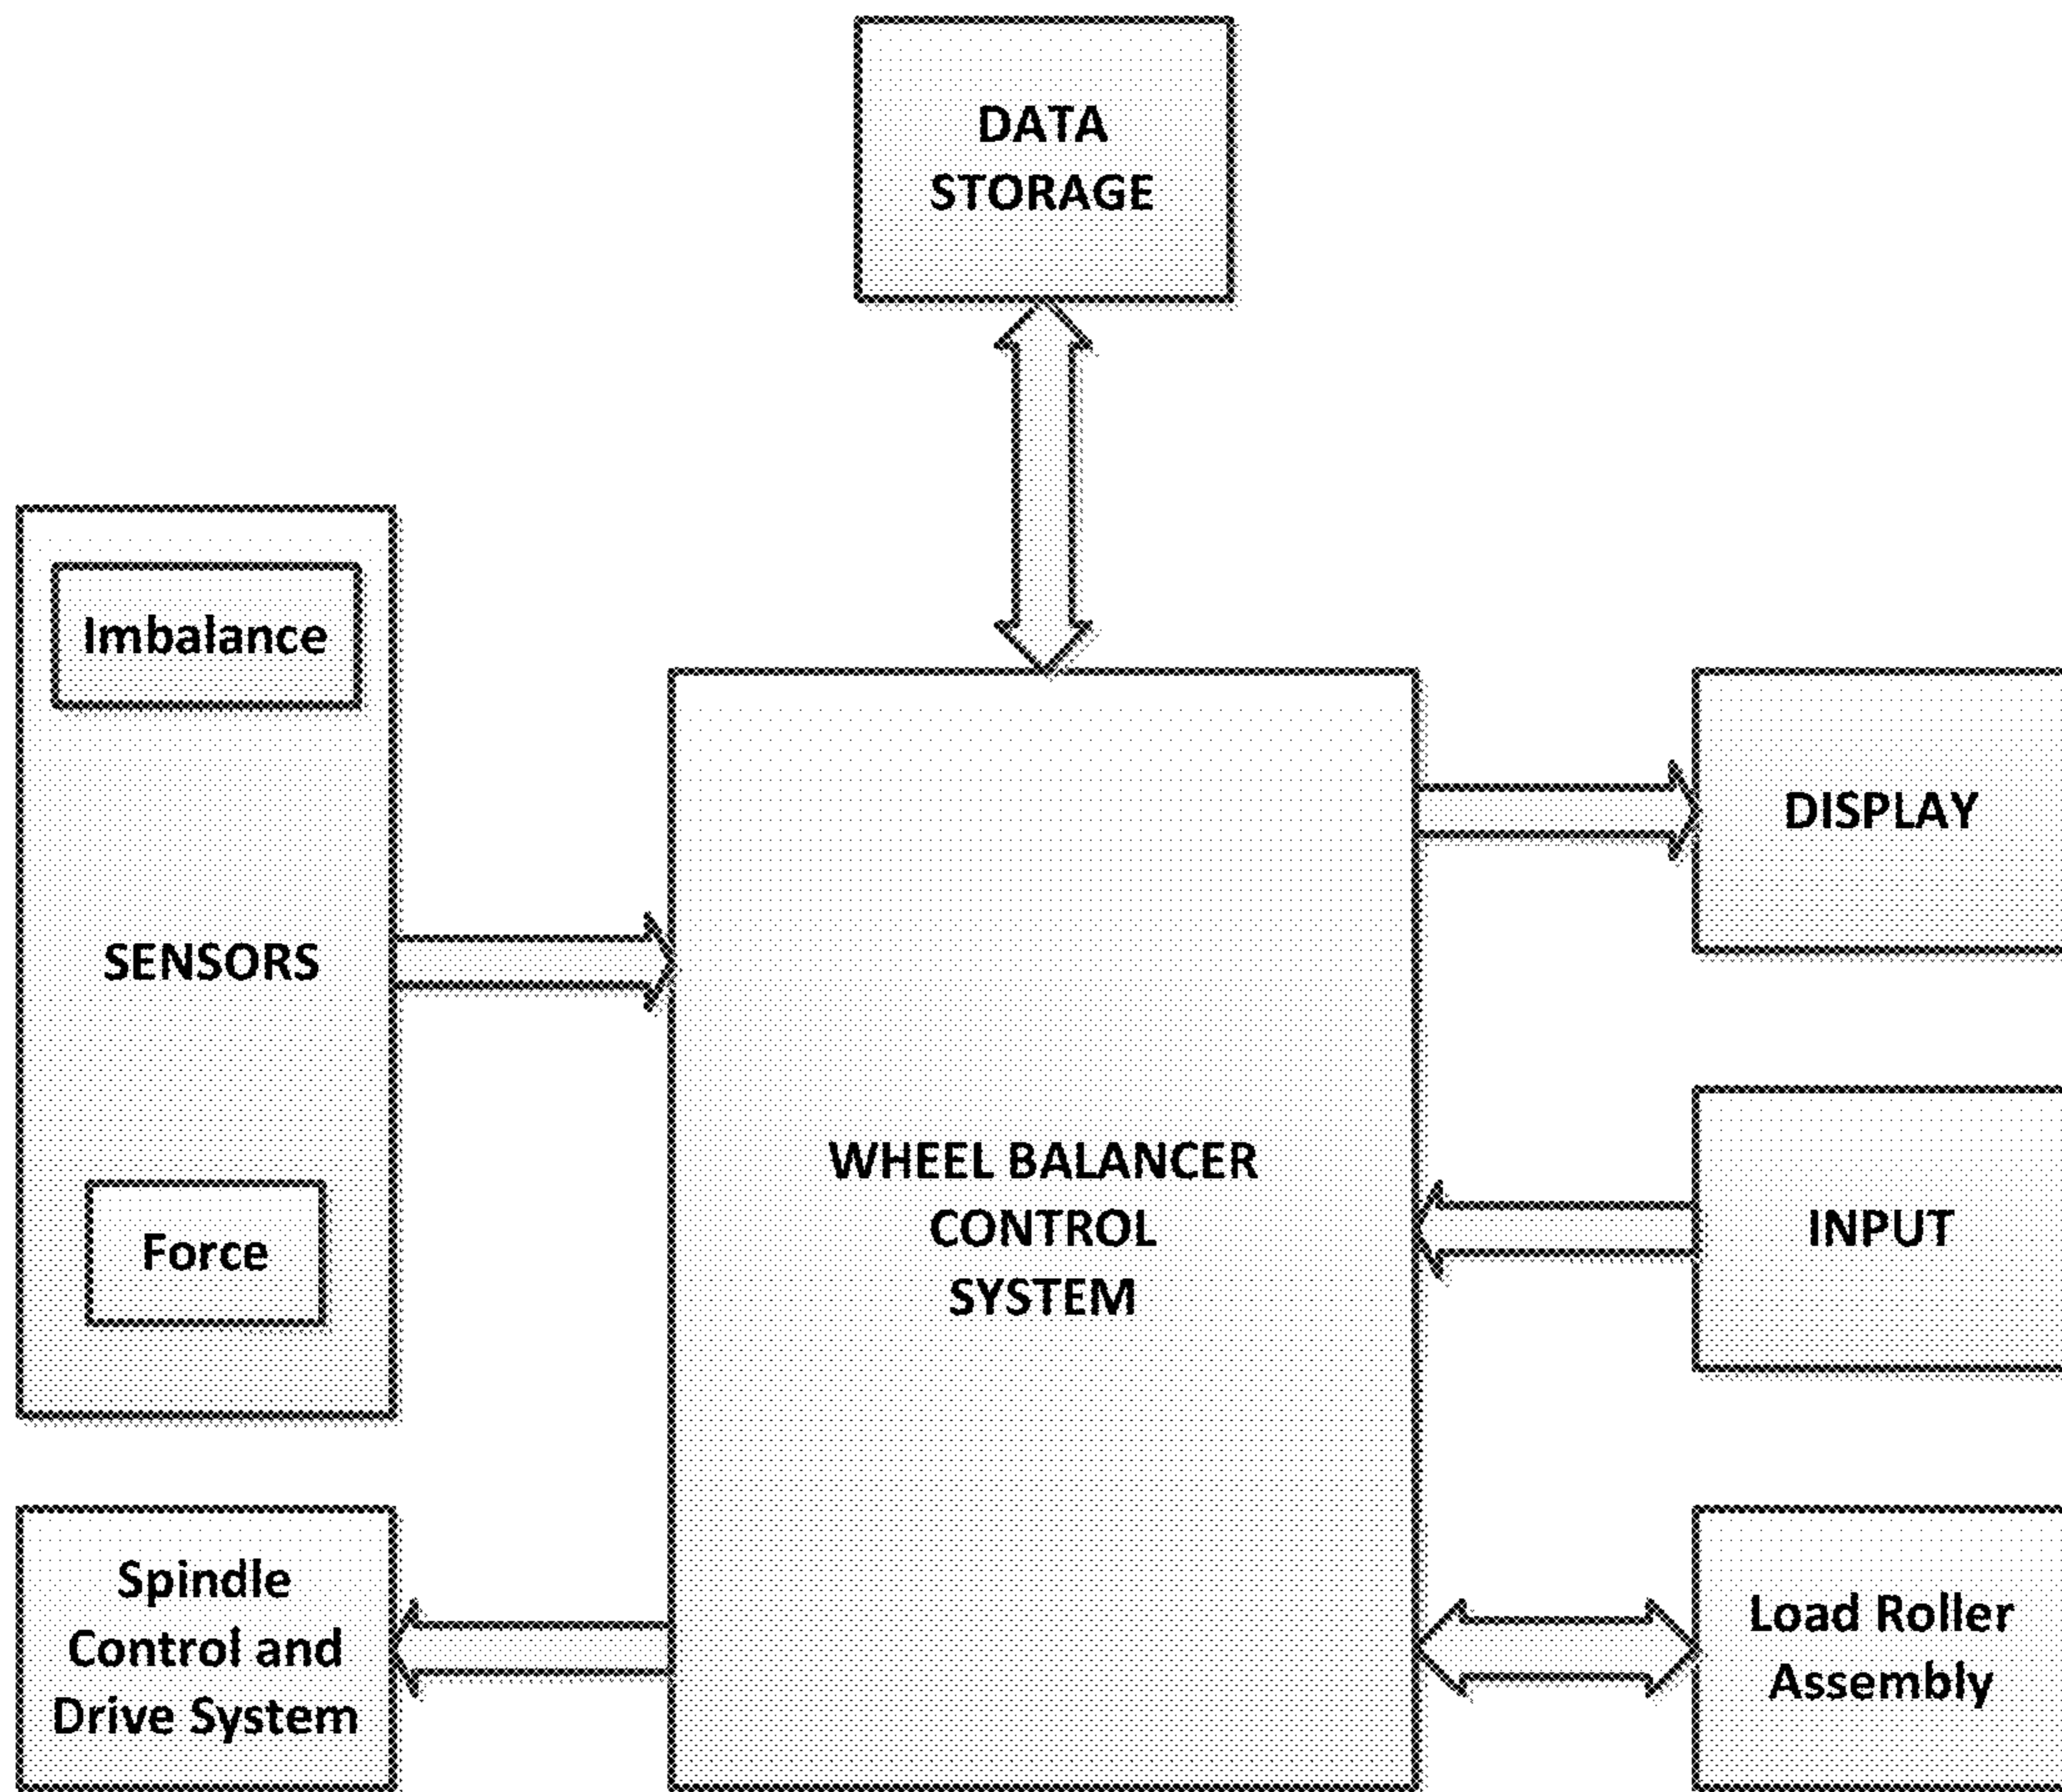 DATA
STORAGE
Imbalance
SENSORS
Force
Spindle
Control and
Drive System
WHEEL BALANCER
CONTROL
SYSTEM
DISPLAY
INPUT
Load Roller
Assembly